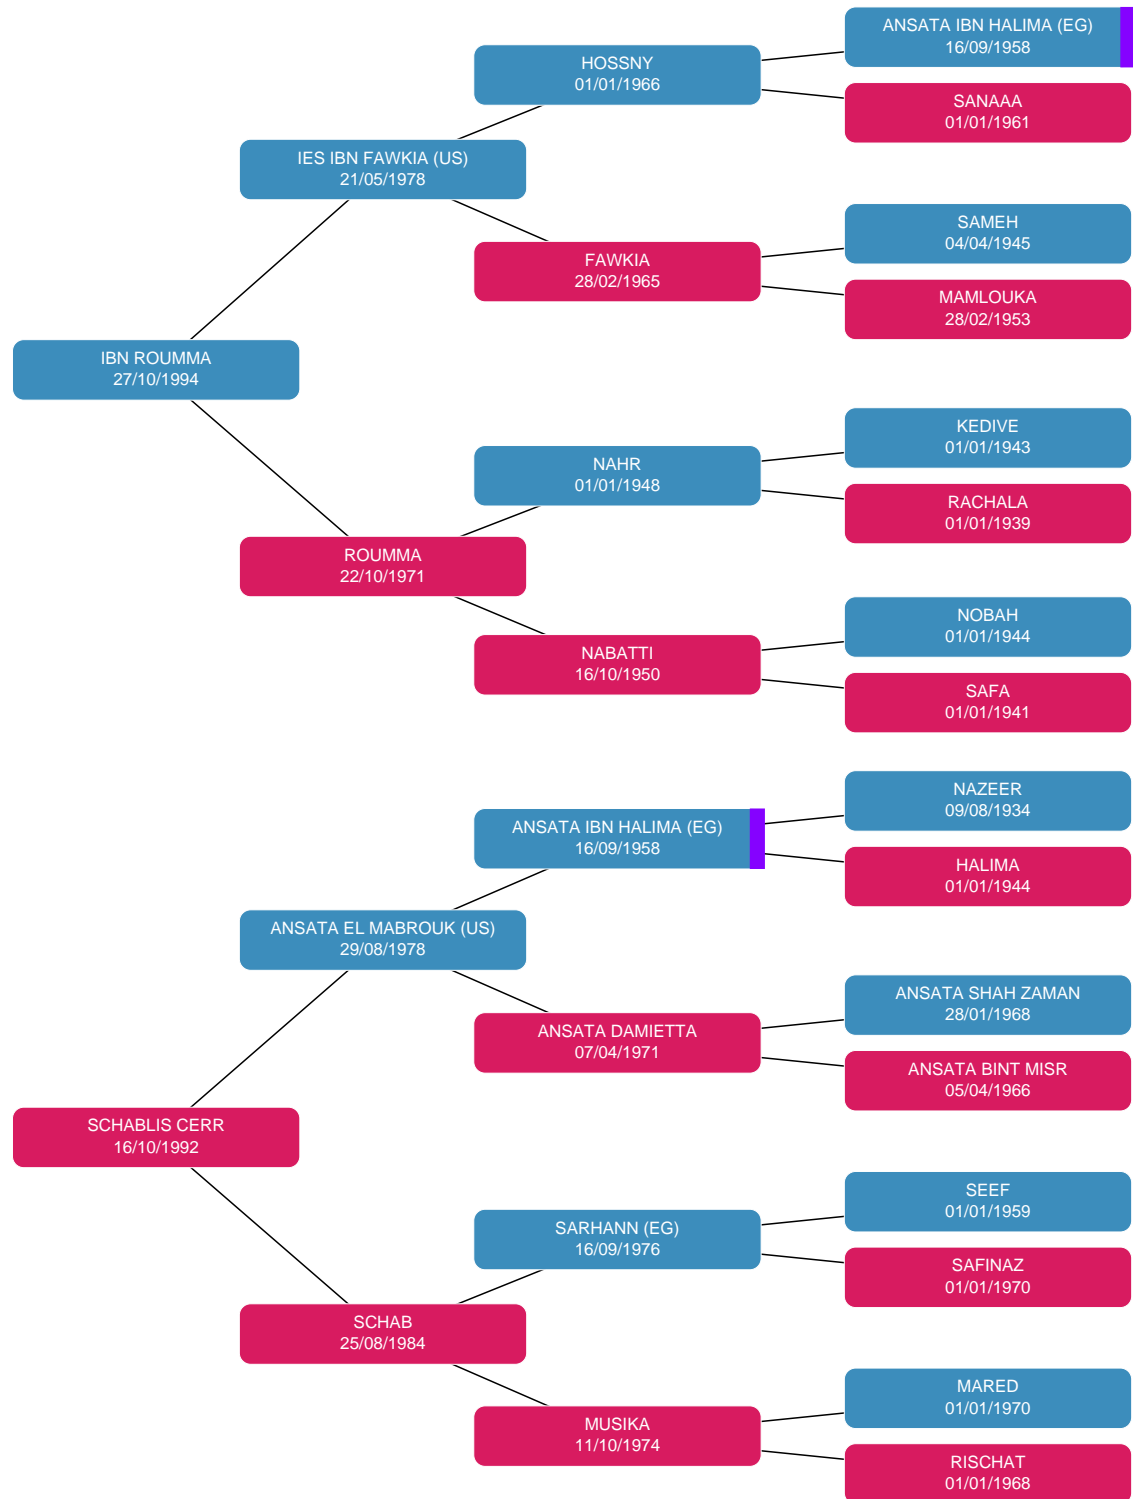 ANSATA IBN HALIMA (EG)
16/09/1958
HOSSNY
01/01/1966
SANAAA
01/01/1961
IES IBN FAWKIA (US)
21/05/1978
SAMEH
04/04/1945
FAWKIA
28/02/1965
MAMLOUKA
28/02/1953
IBN ROUMMA
27/10/1994
KEDIVE
01/01/1943
NAHR
01/01/1948
RACHALA
01/01/1939
ROUMMA
22/10/1971
NOBAH
01/01/1944
NABATTI
16/10/1950
SAFA
01/01/1941
NAZEER
09/08/1934
ANSATA IBN HALIMA (EG)
16/09/1958
HALIMA
01/01/1944
ANSATA EL MABROUK (US)
29/08/1978
ANSATA SHAH ZAMAN
28/01/1968
ANSATA DAMIETTA
07/04/1971
ANSATA BINT MISR
05/04/1966
SCHABLIS CERR
16/10/1992
SEEF
01/01/1959
SARHANN (EG)
16/09/1976
SAFINAZ
01/01/1970
SCHAB
25/08/1984
MARED
01/01/1970
MUSIKA
11/10/1974
RISCHAT
01/01/1968